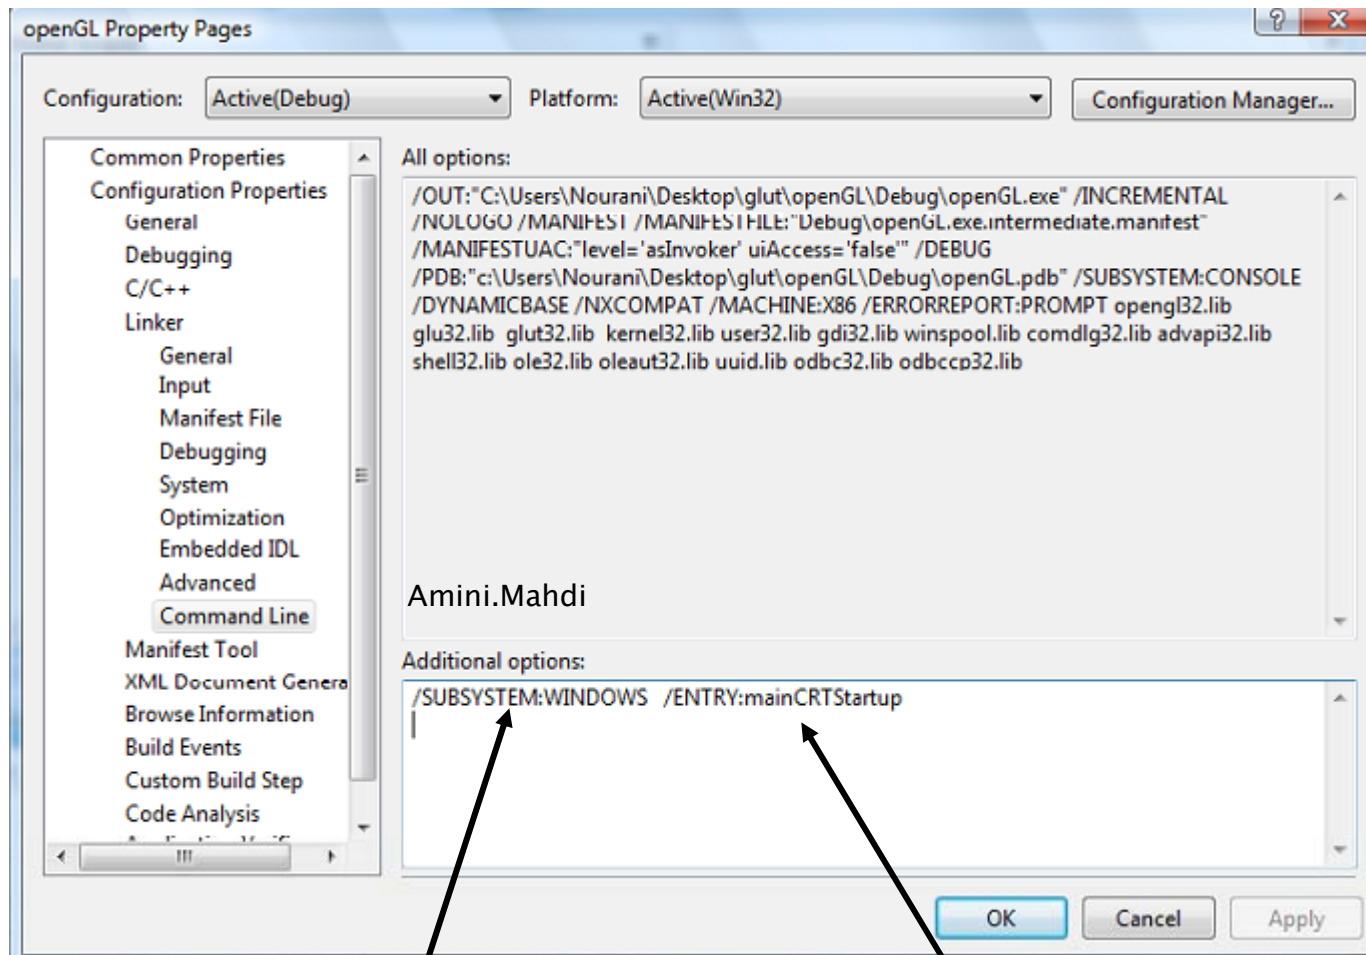 openGL Property Pages
Configuration: Active(Debug) Platform: Active(Win32) Configuration Manager...
Common Properties
Configuration Properties
General
Debugging
C/C++
Linker
General
Input
Manifest File
Debugging
System
Optimization
Embedded IDL
Advanced
Command Line
Manifest Tool
XML Document Genera
Browse Information
Build Events
Custom Build Step
Code Analysis
All options:
/OUT:"C:\Users\Nourani\Desktop\glut\openGL\Debug\openGL.exe" /INCREMENTAL
/NOLOGO /MANIFEST /MANIFESTFILE:"Debug\openGL.exe.intermediate.manifest"
/MANIFESTUAC:"level='asInvoker' uiAccess='false'" /DEBUG
/PDB:"c:\Users\Nourani\Desktop\glut\openGL\Debug\openGL.pdb" /SUBSYSTEM:CONSOLE
/DYNAMICBASE /NXCOMPAT /MACHINE:X86 /ERRORREPORT:PROMPT opengl32.lib
glu32.lib glut32.lib kernel32.lib user32.lib gdi32.lib winspool.lib comdlg32.lib advapi32.lib
shell32.lib ole32.lib oleaut32.lib uuid.lib odbc32.lib odbccp32.lib
Amini.Mahdi
Additional options:
/SUBSYSTEM:WINDOWS /ENTRY:mainCRTStartup
OK Cancel Apply